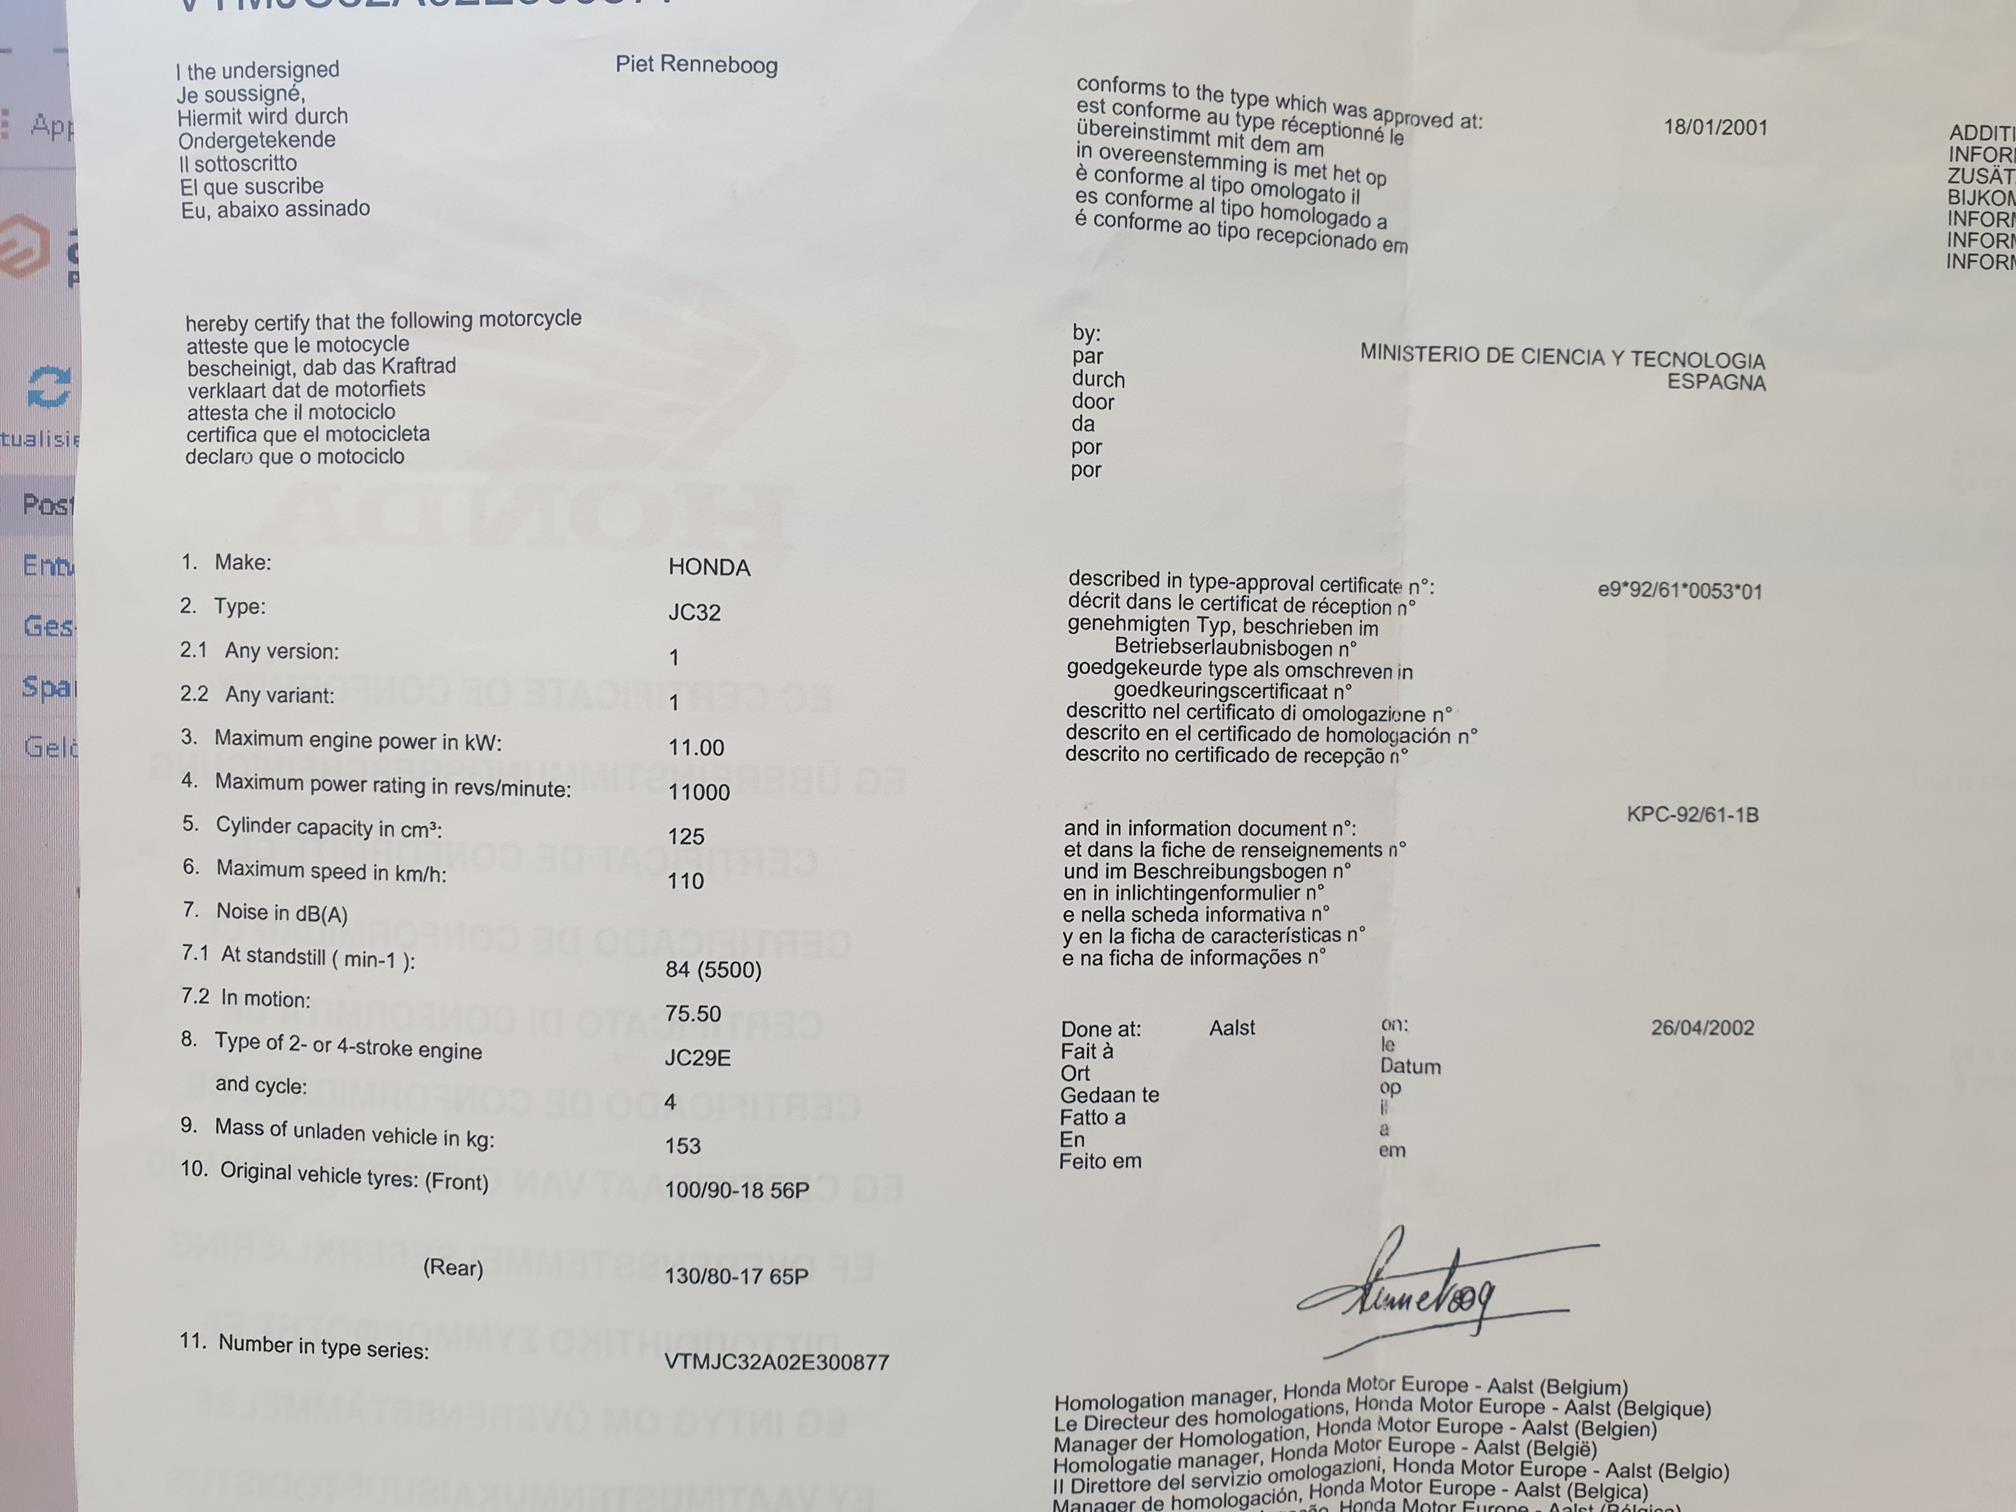 I the undersigned
Je soussigné,
Hiermit wird durch
Ondergetekende
Il sottoscritto
El que suscribe
Eu, abaixo assinado
Piet Renneboog
hereby certify that the following motorcycle
atteste que le motocycle
bescheinigt, dab das Kraftrad
verklaart dat de motorfiets
attesta che il motociclo
certifica que el motocicleta
declaro que o motociclo
1. Make: HONDA
2. Type: JC32
2.1 Any version: 1
2.2 Any variant: 1
3. Maximum engine power in kW: 11.00
4. Maximum power rating in revs/minute: 11000
5. Cylinder capacity in cm³: 125
6. Maximum speed in km/h: 110
7. Noise in dB(A)
7.1 At standstill ( min-1 ): 84 (5500)
7.2 In motion: 75.50
8. Type of 2- or 4-stroke engine JC29E
and cycle: 4
9. Mass of unladen vehicle in kg: 153
10. Original vehicle tyres: (Front) 100/90-18 56P
(Rear) 130/80-17 65P
11. Number in type series: VTMJC32A02E300877
conforms to the type which was approved at: 18/01/2001
est conforme au type réceptionné le
übereinstimmt mit dem am
in overeenstemming is met het op
è conforme al tipo omologato il
es conforme al tipo homologado a
é conforme ao tipo recepcionado em
by:
par
durch
door
da
por
por
MINISTERIO DE CIENCIA Y TECNOLOGIA
ESPAGNA
described in type-approval certificate n°: e9*92/61*0053*01
décrit dans le certificat de réception n°
genehmigten Typ, beschrieben im
Betriebserlaubnisbogen n°
goedgekeurde type als omschreven in
goedkeuringscertificaat n°
descritto nel certificato di omologazione n°
descrito en el certificado de homologación n°
descrito no certificado de recepção n°
KPC-92/61-1B
and in information document n°:
et dans la fiche de renseignements n°
und im Beschreibungsbogen n°
en in inlichtingenformulier n°
e nella scheda informativa n°
y en la ficha de características n°
e na ficha de informações n°
Done at: Aalst on: 26/04/2002
Fait à le
Ort Datum
Gedaan te op
Fatto a il
En a
Feito em em
Renneboog
Homologation manager, Honda Motor Europe - Aalst (Belgium)
Le Directeur des homologations, Honda Motor Europe - Aalst (Belgique)
Manager der Homologation, Honda Motor Europe - Aalst (Belgien)
Homologatie manager, Honda Motor Europe - Aalst (België)
Il Direttore del servizio omologazioni, Honda Motor Europe - Aalst (Belgio)
Manager de homologación, Honda Motor Europe - Aalst (Belgica)
ADDITI
INFOR
ZUSÄT
BIJKOM
INFOR
INFOR
INFOR